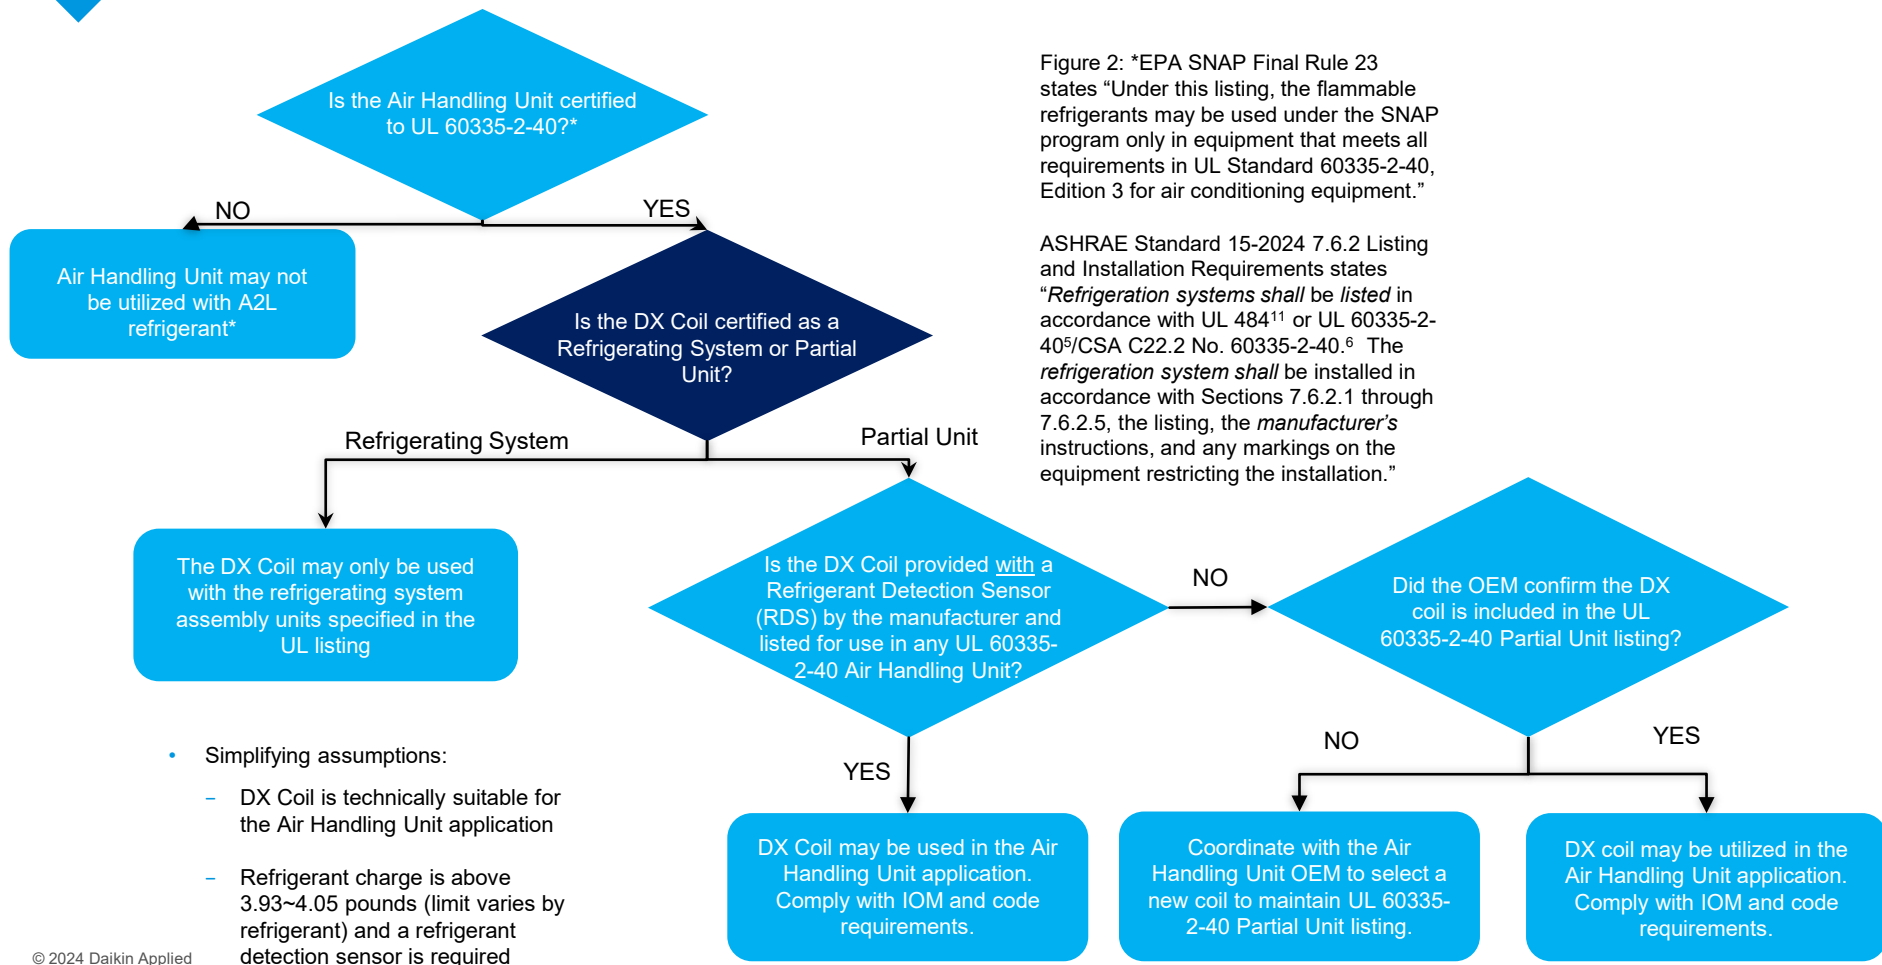 Is the Air Handling Unit certified
to UL 60335-2-40?*
NO
YES
Air Handling Unit may not
be utilized with A2L
refrigerant*
Is the DX Coil certified as a
Refrigerating System or Partial
Unit?
Refrigerating System
Partial Unit
The DX Coil may only be used
with the refrigerating system
assembly units specified in the
UL listing
Is the DX Coil provided with a
Refrigerant Detection Sensor
(RDS) by the manufacturer and
listed for use in any UL 60335-
2-40 Air Handling Unit?
NO
Did the OEM confirm the DX
coil is included in the UL
60335-2-40 Partial Unit listing?
YES
NO
YES
DX Coil may be used in the Air
Handling Unit application.
Comply with IOM and code
requirements.
Coordinate with the Air
Handling Unit OEM to select a
new coil to maintain UL 60335-
2-40 Partial Unit listing.
DX coil may be utilized in the
Air Handling Unit application.
Comply with IOM and code
requirements.
Figure 2: *EPA SNAP Final Rule 23
states “Under this listing, the flammable
refrigerants may be used under the SNAP
program only in equipment that meets all
requirements in UL Standard 60335-2-40,
Edition 3 for air conditioning equipment.”
ASHRAE Standard 15-2024 7.6.2 Listing
and Installation Requirements states
“Refrigeration systems shall be listed in
accordance with UL 484¹¹ or UL 60335-2-
40⁵/CSA C22.2 No. 60335-2-40.⁶ The
refrigeration system shall be installed in
accordance with Sections 7.6.2.1 through
7.6.2.5, the listing, the manufacturer’s
instructions, and any markings on the
equipment restricting the installation.”
• Simplifying assumptions:
– DX Coil is technically suitable for
the Air Handling Unit application
– Refrigerant charge is above
3.93~4.05 pounds (limit varies by
refrigerant) and a refrigerant
detection sensor is required
© 2024 Daikin Applied